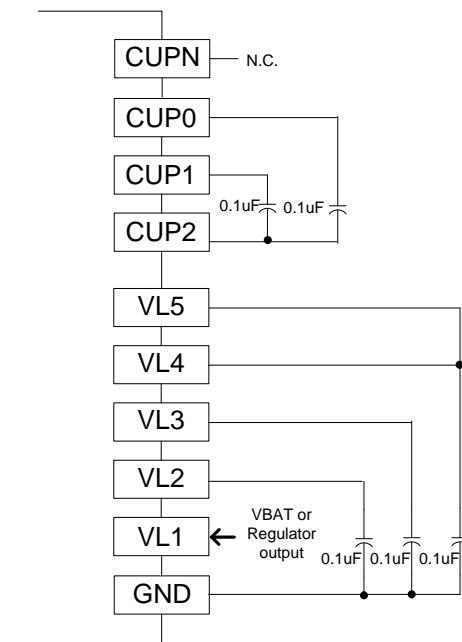 CUPN
N.C.
CUP0
CUP1
0.1uF 0.1uF
CUP2
VL5
VL4
VL3
VL2
VL1
VBAT or
Regulator
output
0.1uF 0.1uF 0.1uF
GND